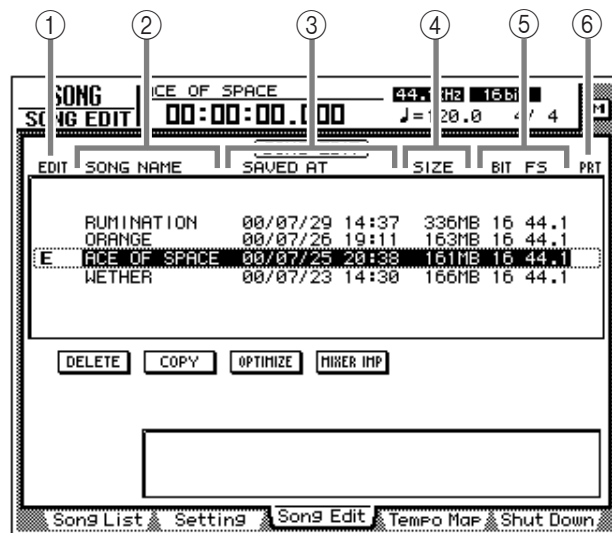 ① ② ③ ④ ⑤ ⑥
SONG
SONG EDIT
ACE OF SPACE
00:00:00.000
16
♩=120.0 4/ 4
M
EDIT SONG NAME SAVED AT SIZE BIT FS PRT
RUMINATION 00/07/29 14:37 336MB 16 44.1
ORANGE 00/07/26 19:11 163MB 16 44.1
E ACE OF SPACE 00/07/25 20:38 161MB 16 44.1
WETHER 00/07/23 14:30 166MB 16 44.1
DELETE COPY OPTIMIZE MIXER IMP
Song List Setting Song Edit Tempo Map Shut Down